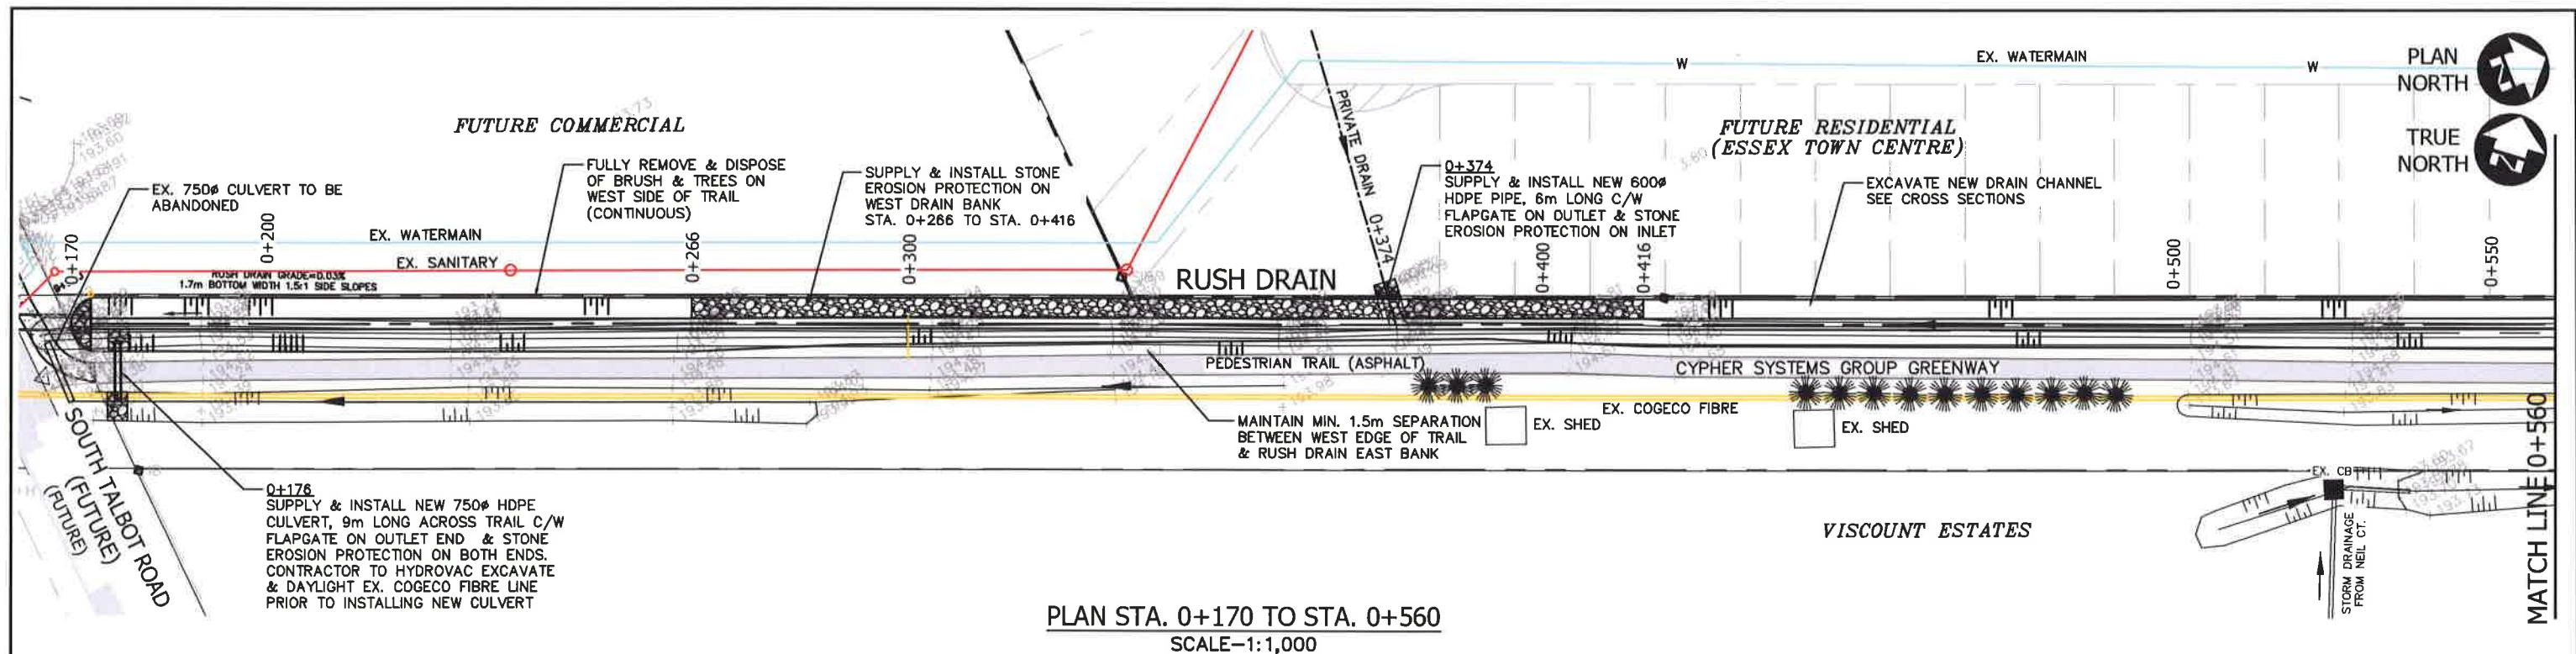 PLAN
NORTH
TRUE
NORTH
EX. WATERMAIN
W
W
FUTURE COMMERCIAL
FUTURE RESIDENTIAL
(ESSEX TOWN CENTRE)
EX. 750ø CULVERT TO BE
ABANDONED
FULLY REMOVE & DISPOSE
OF BRUSH & TREES ON
WEST SIDE OF TRAIL
(CONTINUOUS)
SUPPLY & INSTALL STONE
EROSION PROTECTION ON
WEST DRAIN BANK
STA. 0+266 TO STA. 0+416
PRIVATE DRAIN 0+374
0+374
SUPPLY & INSTALL NEW 600ø
HDPE PIPE, 6m LONG C/W
FLAPGATE ON OUTLET & STONE
EROSION PROTECTION ON INLET
EXCAVATE NEW DRAIN CHANNEL
SEE CROSS SECTIONS
0+170
0+200
0+266
0+300
0+400
0+416
0+500
0+550
EX. WATERMAIN
EX. SANITARY
RUSH DRAIN GRADE=0.03%
1.7m BOTTOM WIDTH 1.5:1 SIDE SLOPES
RUSH DRAIN
PEDESTRIAN TRAIL (ASPHALT)
CYPHER SYSTEMS GROUP GREENWAY
EX. COGECO FIBRE
MAINTAIN MIN. 1.5m SEPARATION
BETWEEN WEST EDGE OF TRAIL
& RUSH DRAIN EAST BANK
EX. SHED
EX. SHED
SOUTH TALBOT ROAD
(FUTURE)
(FUTURE)
0+176
SUPPLY & INSTALL NEW 750ø HDPE
CULVERT, 9m LONG ACROSS TRAIL C/W
FLAPGATE ON OUTLET END & STONE
EROSION PROTECTION ON BOTH ENDS.
CONTRACTOR TO HYDROVAC EXCAVATE
& DAYLIGHT EX. COGECO FIBRE LINE
PRIOR TO INSTALLING NEW CULVERT
VISCOUNT ESTATES
EX. CB
STORM DRAINAGE
FROM NEIL CT.
MATCH LINE 0+560
PLAN STA. 0+170 TO STA. 0+560
SCALE-1:1,000